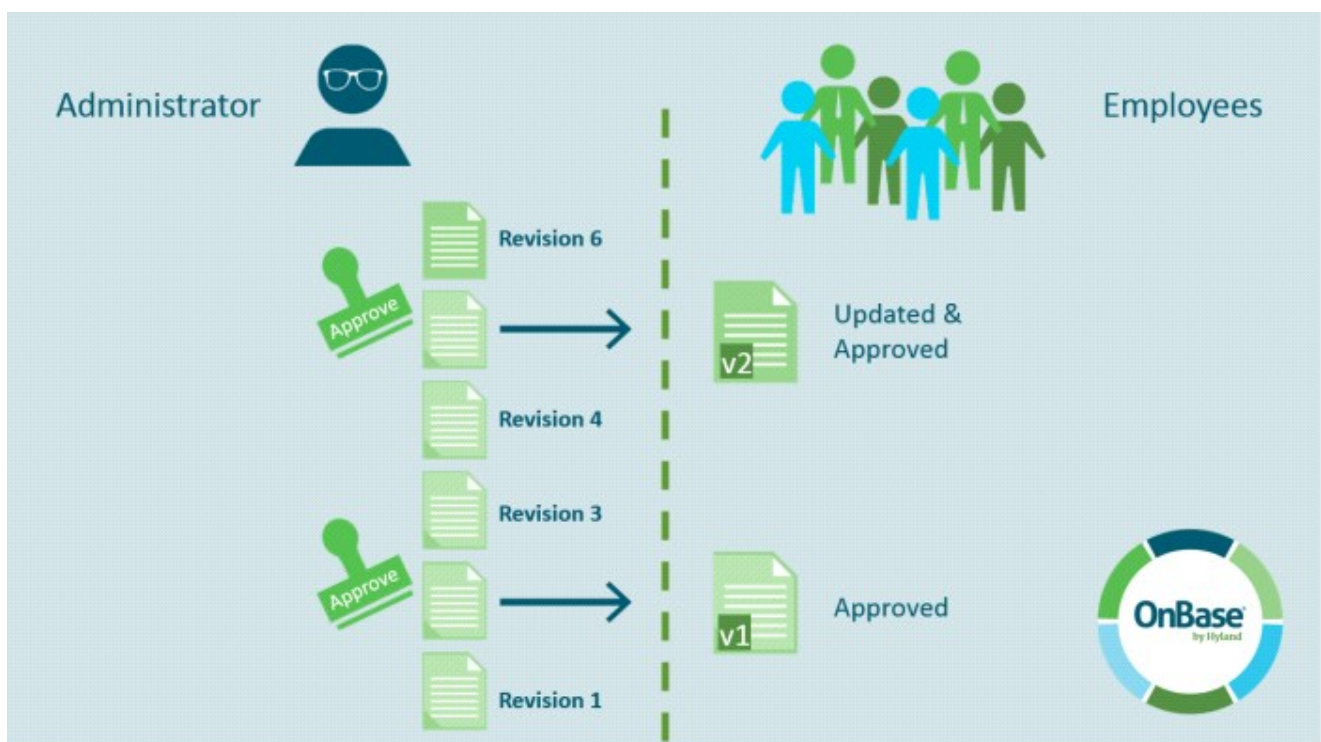 Administrator
Employees
Revision 6
Approve
Updated &
Approved
v2
Revision 4
Revision 3
Approve
Approved
v1
Revision 1
OnBase
by Hyland